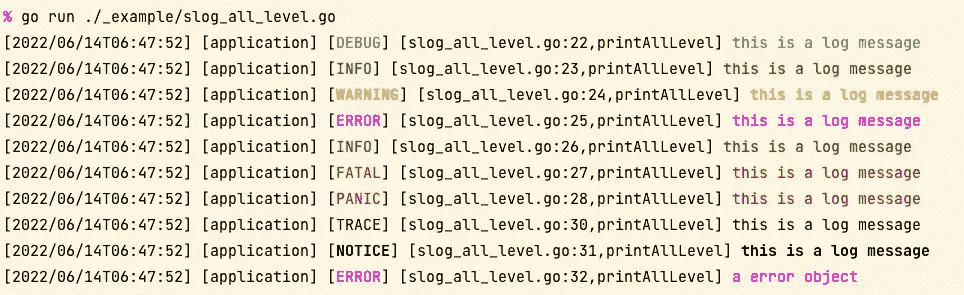 % go run ./_example/slog_all_level.go
[2022/06/14T06:47:52] [application] [DEBUG] [slog_all_level.go:22,printAllLevel] this is a log message
[2022/06/14T06:47:52] [application] [INFO] [slog_all_level.go:23,printAllLevel] this is a log message
[2022/06/14T06:47:52] [application] [WARNING] [slog_all_level.go:24,printAllLevel] this is a log message
[2022/06/14T06:47:52] [application] [ERROR] [slog_all_level.go:25,printAllLevel] this is a log message
[2022/06/14T06:47:52] [application] [INFO] [slog_all_level.go:26,printAllLevel] this is a log message
[2022/06/14T06:47:52] [application] [FATAL] [slog_all_level.go:27,printAllLevel] this is a log message
[2022/06/14T06:47:52] [application] [PANIC] [slog_all_level.go:28,printAllLevel] this is a log message
[2022/06/14T06:47:52] [application] [TRACE] [slog_all_level.go:30,printAllLevel] this is a log message
[2022/06/14T06:47:52] [application] [NOTICE] [slog_all_level.go:31,printAllLevel] this is a log message
[2022/06/14T06:47:52] [application] [ERROR] [slog_all_level.go:32,printAllLevel] a error object